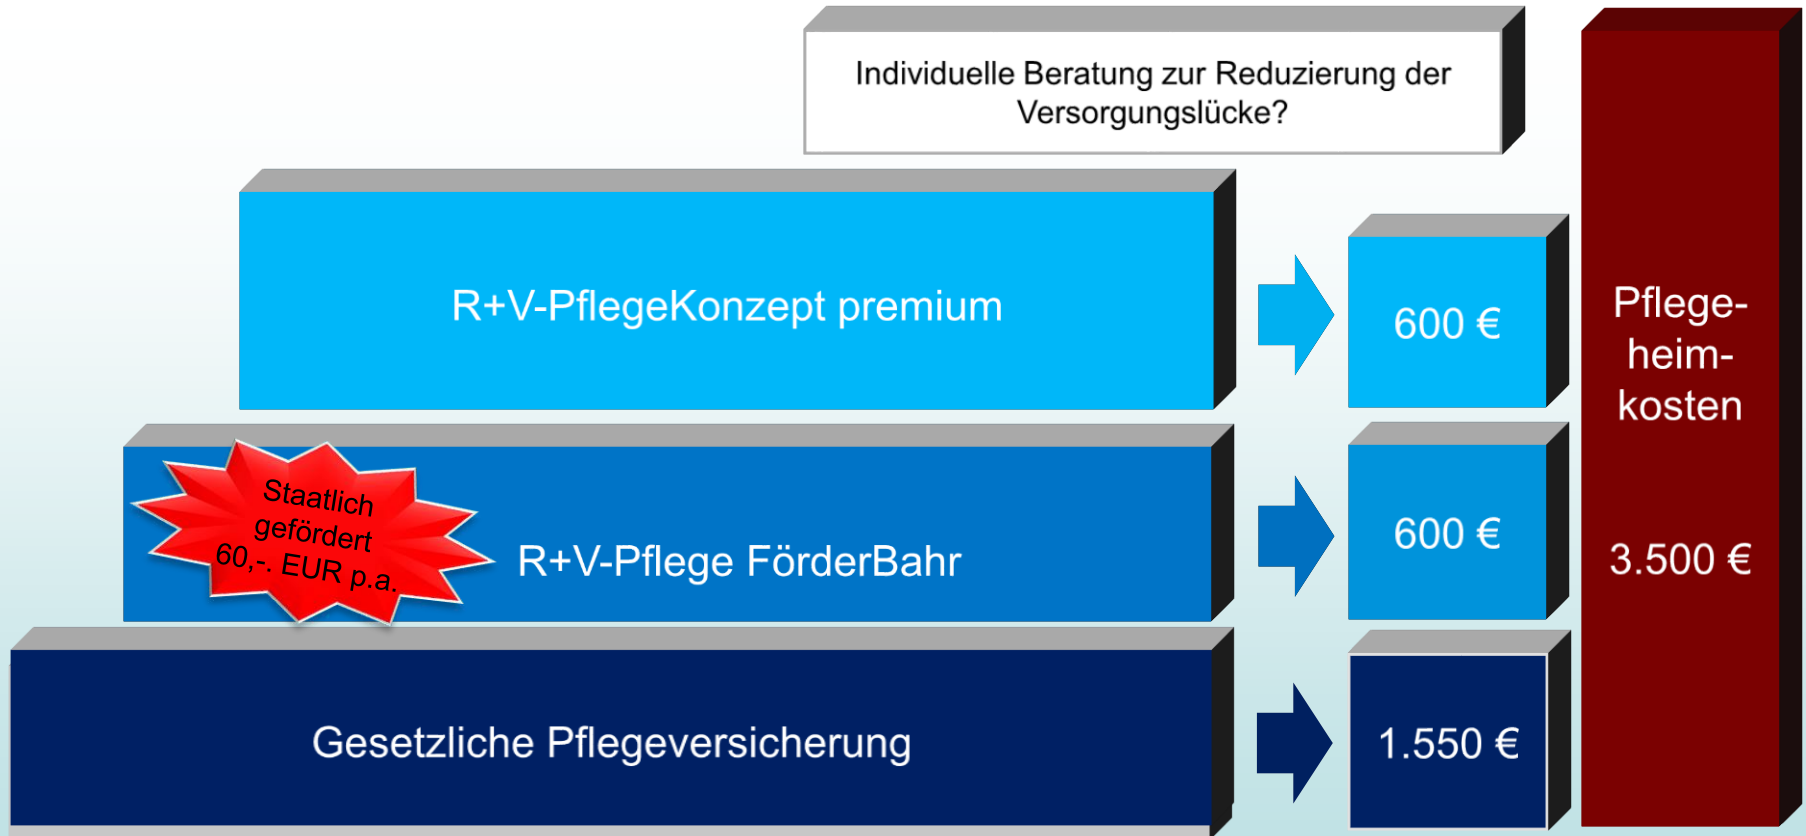 Individuelle Beratung zur Reduzierung der
Versorgungslücke?
R+V-PflegeKonzept premium
600 €
Staatlich
gefördert
60,-. EUR p.a.
R+V-Pflege FörderBahr
600 €
Gesetzliche Pflegeversicherung
1.550 €
Pflege-
heim-
kosten
3.500 €